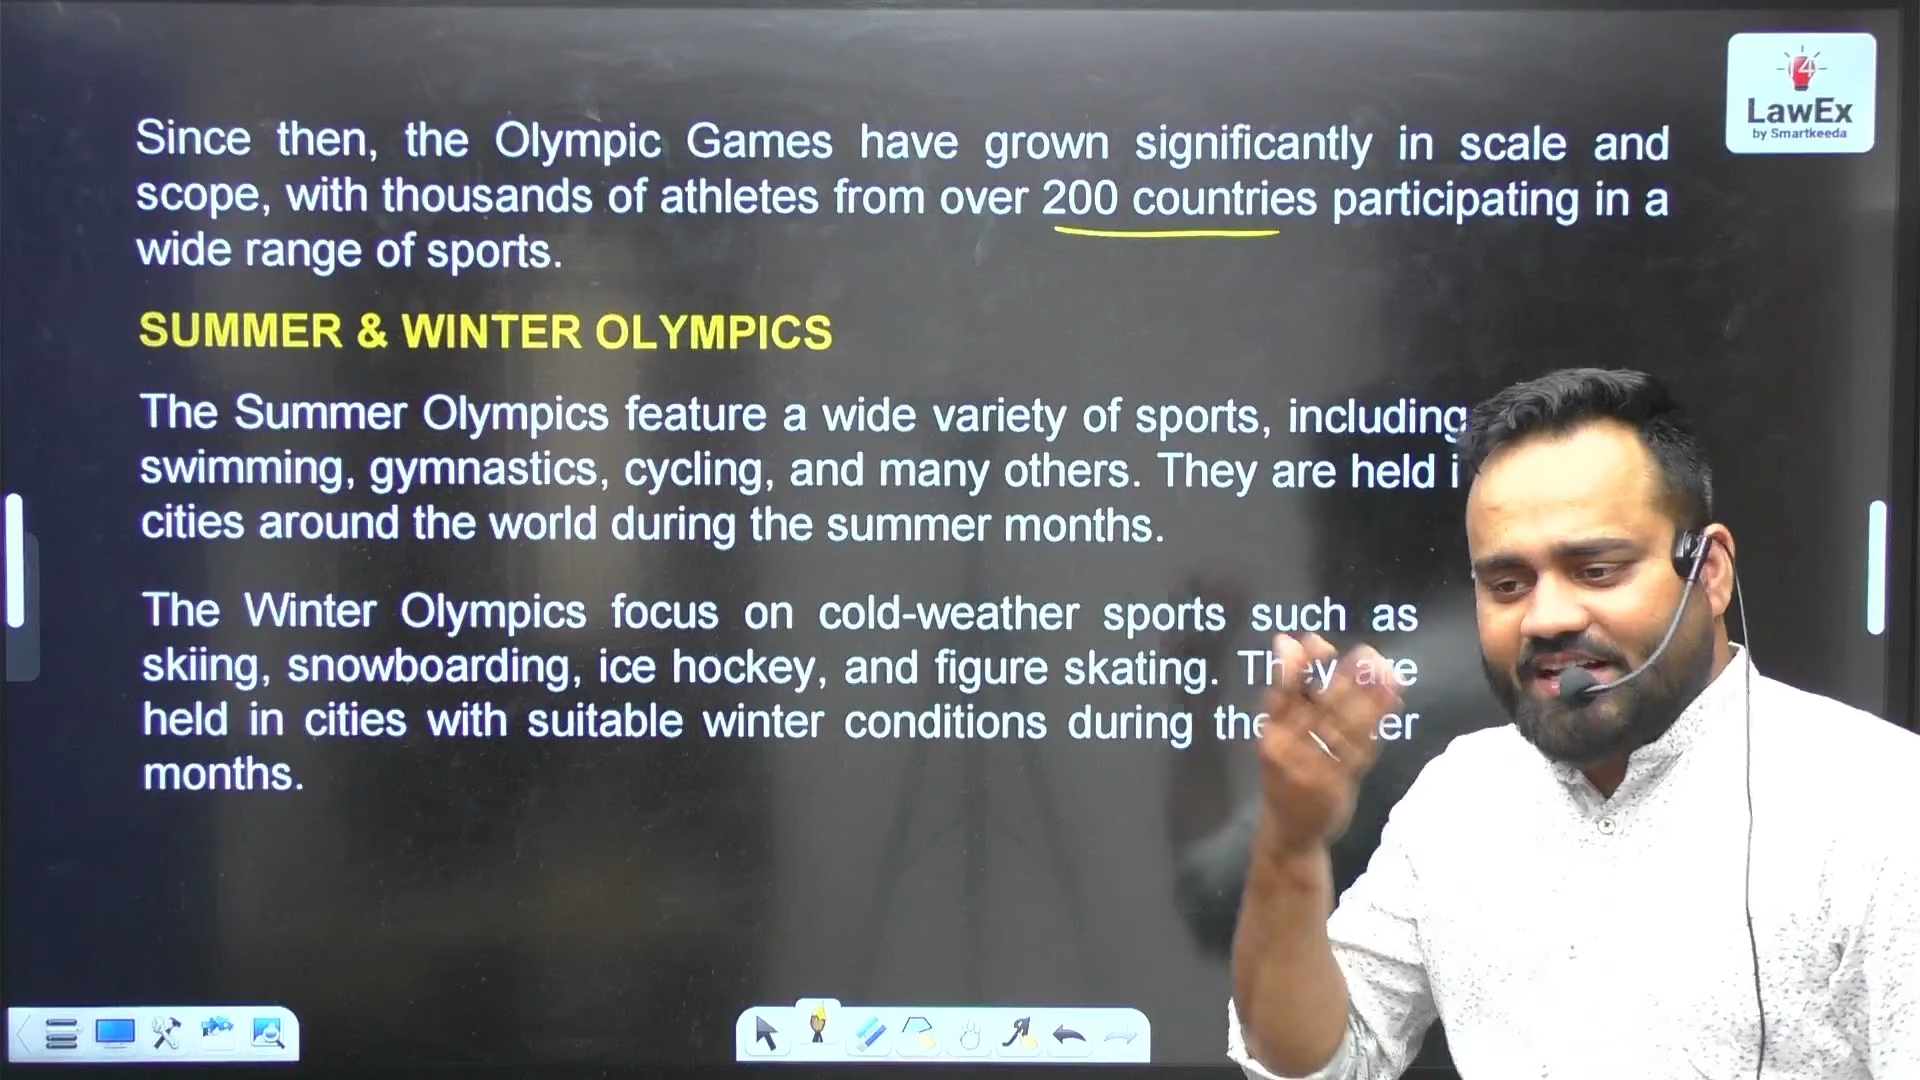 Since then, the Olympic Games have grown significantly in scale and
scope, with thousands of athletes from over 200 countries participating in a
wide range of sports.
SUMMER & WINTER OLYMPICS
The Summer Olympics feature a wide variety of sports, including
swimming, gymnastics, cycling, and many others. They are held
cities around the world during the summer months.
The Winter Olympics focus on cold-weather sports such as
skiing, snowboarding, ice hockey, and figure skating. They are
held in cities with suitable winter conditions during the
months.
14
LawEx
by Smartkeeda